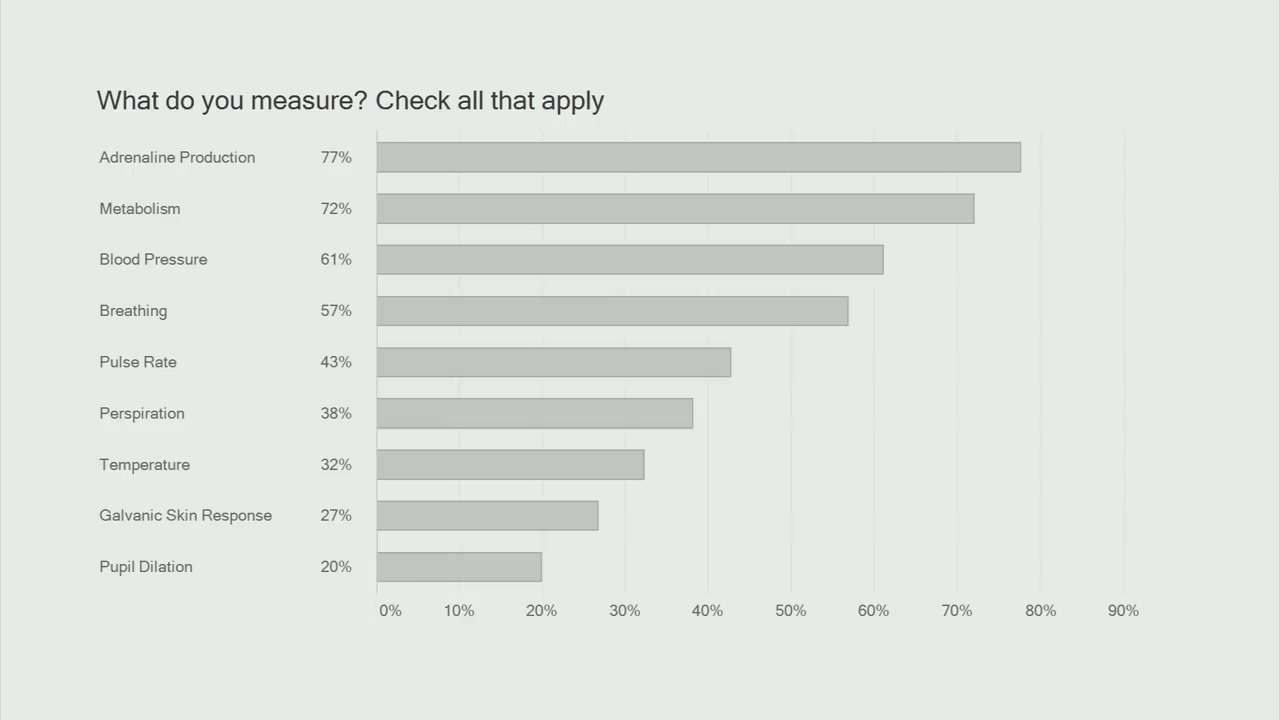 What do you measure? Check all that apply
Adrenaline Production 77%
Metabolism 72%
Blood Pressure 61%
Breathing 57%
Pulse Rate 43%
Perspiration 38%
Temperature 32%
Galvanic Skin Response 27%
Pupil Dilation 20%
0% 10% 20% 30% 40% 50% 60% 70% 80% 90%